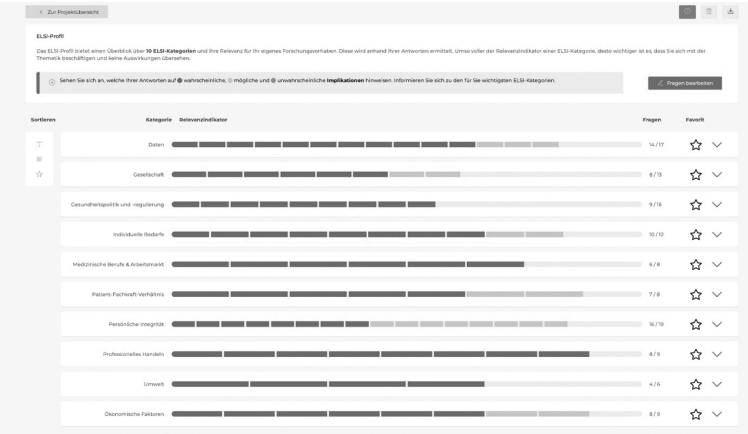 < Zur Projektübersicht
ELSI-Profil
Das ELSI-Profil bietet einen Überblick über 10 ELSI-Kategorien und ihre Relevanz für Ihr eigenes Forschungsvorhaben. Diese wird anhand Ihrer Antworten ermittelt. Umso voller der Relevanzindikator einer ELSI-Kategorie, desto wichtiger ist es, dass Sie sich mit der
Thematik beschäftigen und keine Auswirkungen übersehen.
Sehen Sie sich an, welche Ihrer Antworten auf wahrscheinliche, mögliche und unwahrscheinliche Implikationen hinweisen. Informieren Sie sich zu den für Sie wichtigsten ELSI-Kategorien.
Fragen bearbeiten
Sortieren Kategorie Relevanzindikator Fragen Favorit
Daten 14 / 17
Gesellschaft 8 / 13
Gesundheitspolitik und -regulierung 9 / 16
Individuelle Bedarfe 10 / 12
Medizinische Berufe & Arbeitsmarkt 6 / 8
Patient-Fachkraft-Verhältnis 7 / 8
Persönliche Integrität 16 / 19
Professionelles Handeln 8 / 9
Umwelt 4 / 6
Ökonomische Faktoren 8 / 9